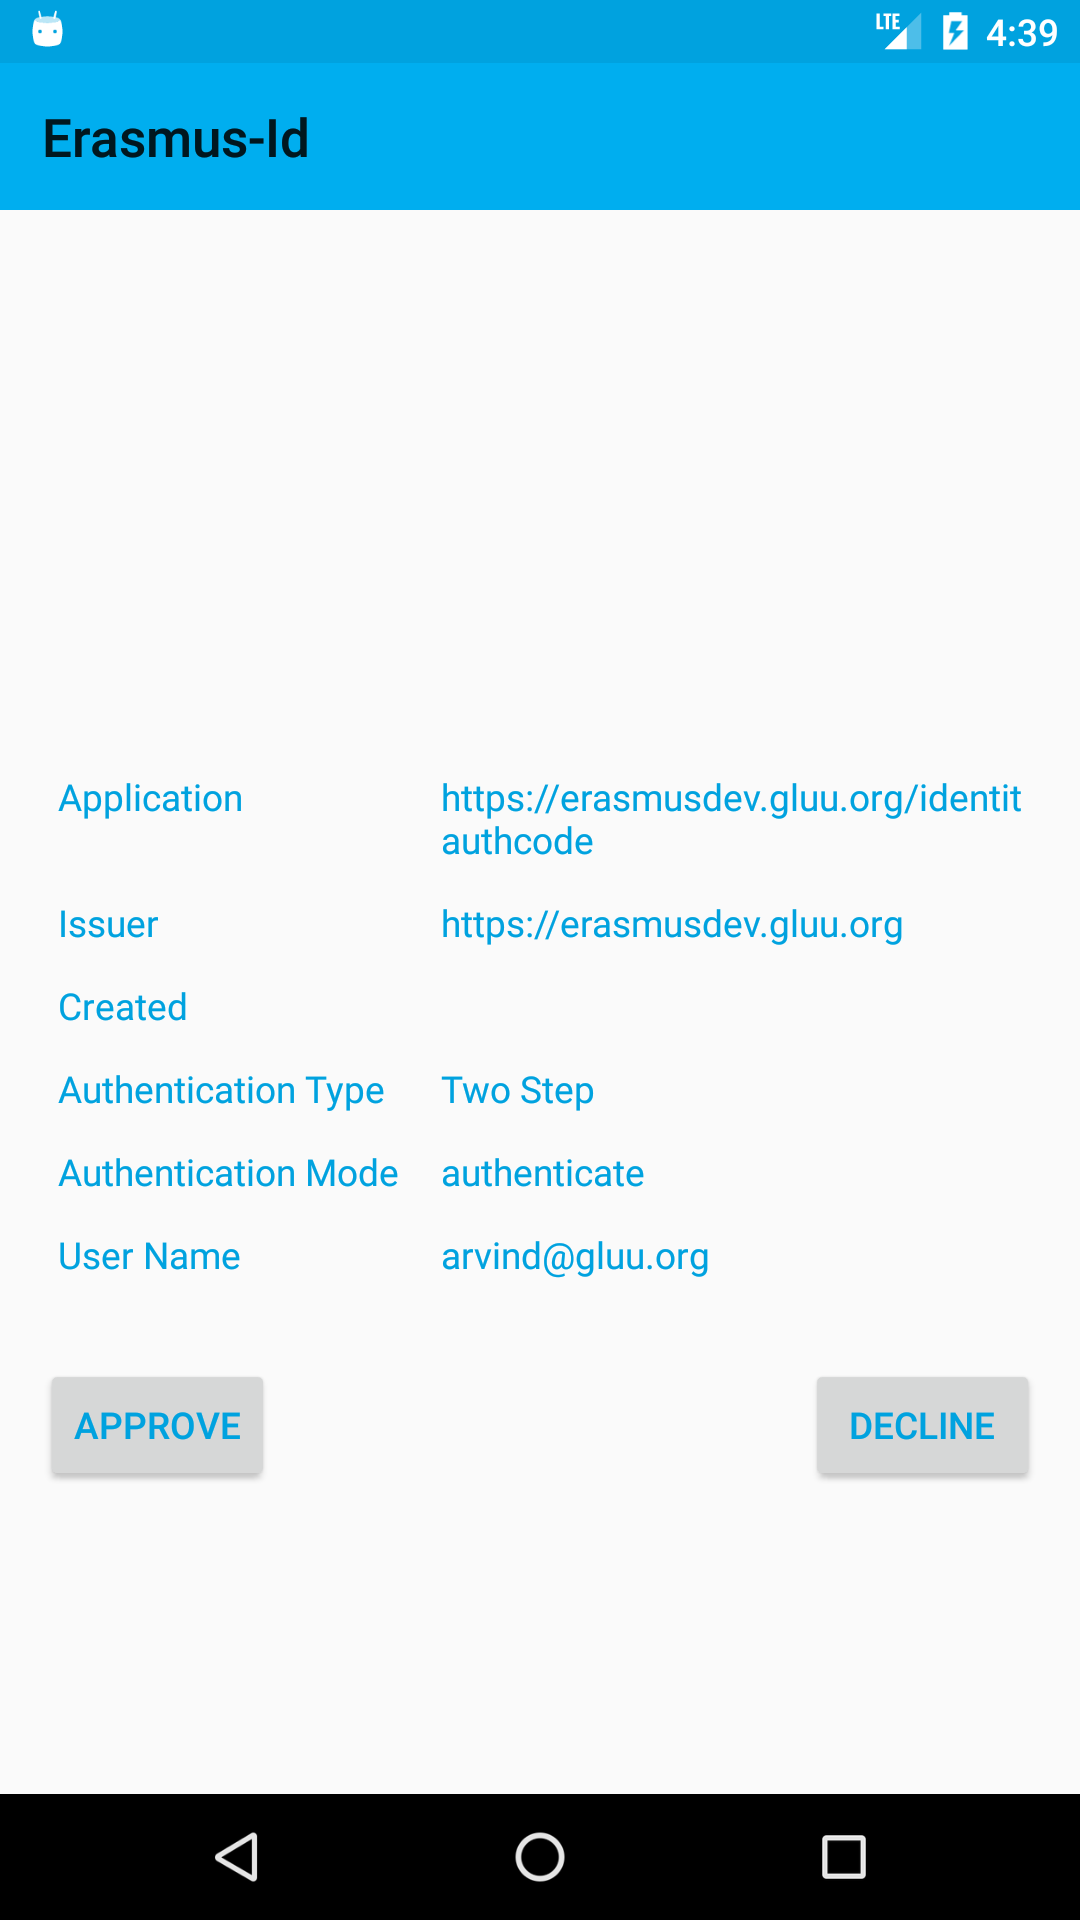 LTE 4:39
Erasmus-Id
Application https://erasmusdev.gluu.org/identit
authcode
Issuer https://erasmusdev.gluu.org
Created
Authentication Type Two Step
Authentication Mode authenticate
User Name arvind@gluu.org
APPROVE DECLINE